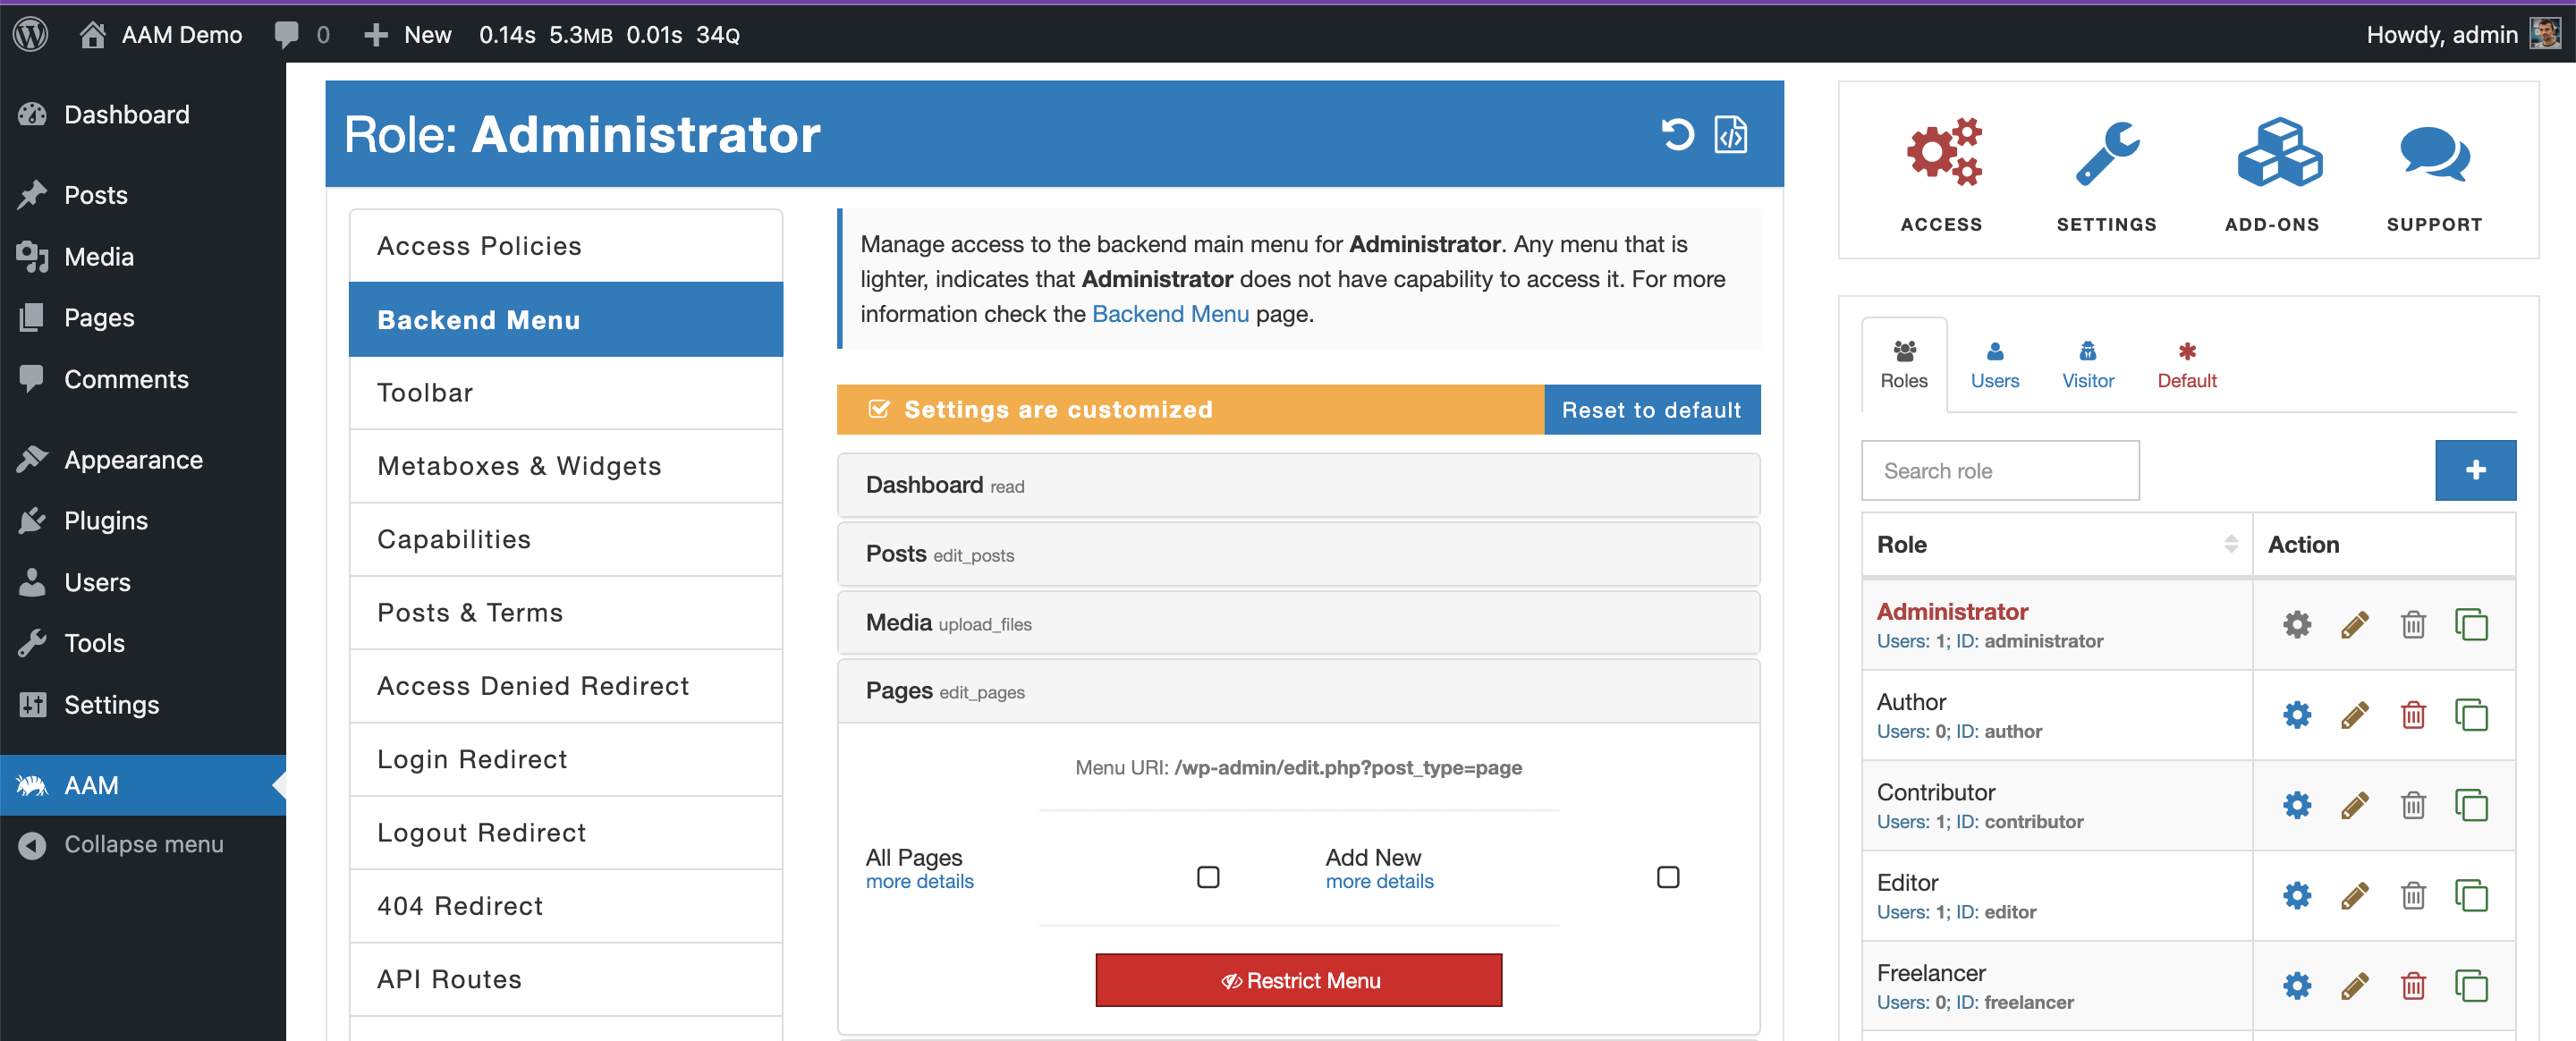 AAM Demo 0 New 0.14s 5.3MB 0.01s 34Q Howdy, admin
Dashboard
Posts
Media
Pages
Comments
Appearance
Plugins
Users
Tools
Settings
AAM
Collapse menu
Role: Administrator
Access Policies
Backend Menu
Toolbar
Metaboxes & Widgets
Capabilities
Posts & Terms
Access Denied Redirect
Login Redirect
Logout Redirect
404 Redirect
API Routes
Manage access to the backend main menu for Administrator. Any menu that is
lighter, indicates that Administrator does not have capability to access it. For more
information check the Backend Menu page.
Settings are customized Reset to default
Dashboard read
Posts edit_posts
Media upload_files
Pages edit_pages
Menu URI: /wp-admin/edit.php?post_type=page
All Pages
more details
Add New
more details
Restrict Menu
ACCESS SETTINGS ADD-ONS SUPPORT
Roles Users Visitor Default
Search role
Role Action
Administrator
Users: 1; ID: administrator
Author
Users: 0; ID: author
Contributor
Users: 1; ID: contributor
Editor
Users: 1; ID: editor
Freelancer
Users: 0; ID: freelancer